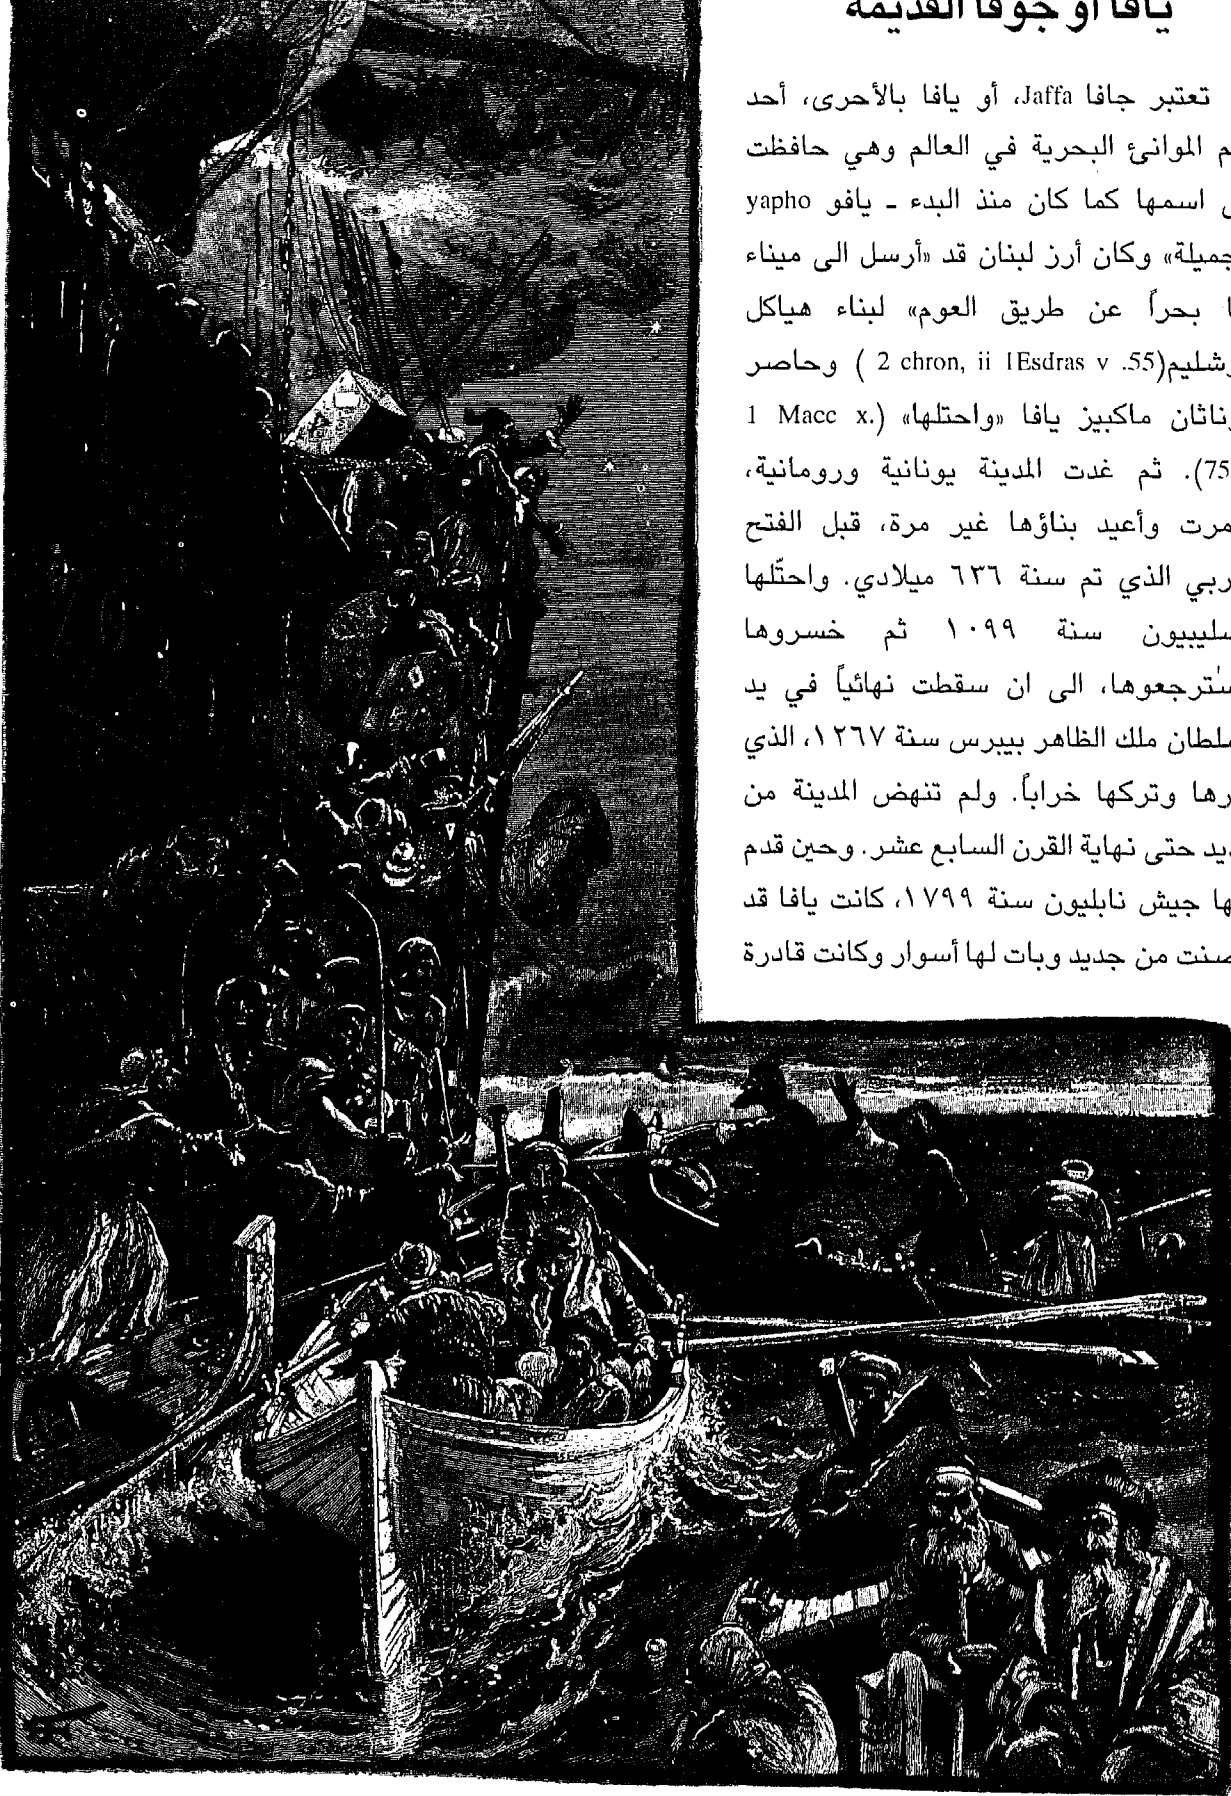 يافا أو جوفا القديمة
تعتبر جافا Jaffa، أو يافا بالأحرى، أحد
الموانئ البحرية في العالم وهي حافظت
اسمها كما كان منذ البدء ـ يافو yapho
وكان أرز لبنان قد «أرسل الى ميناء
بحراً عن طريق العوم» لبناء هياكل
(2 chron, ii 1Esdras v .55 ) وحاصر
ماكبيز يافا «واحتلها» (.1 Macc x
75). ثم غدت المدينة يونانية ورومانية،
وأعيد بناؤها غير مرة، قبل الفتح
الذي تم سنة ٦٣٦ ميلادي. واحتّلها
سنة ١٠٩٩ ثم خسروها
الى ان سقطت نهائياً في يد
ملك الظاهر بيبرس سنة ١٢٦٧، الذي
وتركها خراباً. ولم تنهض المدينة من
حتى نهاية القرن السابع عشر. وحين قدم
جيش نابليون سنة ١٧٩٩، كانت يافا قد
من جديد وبات لها أسوار وكانت قادرة